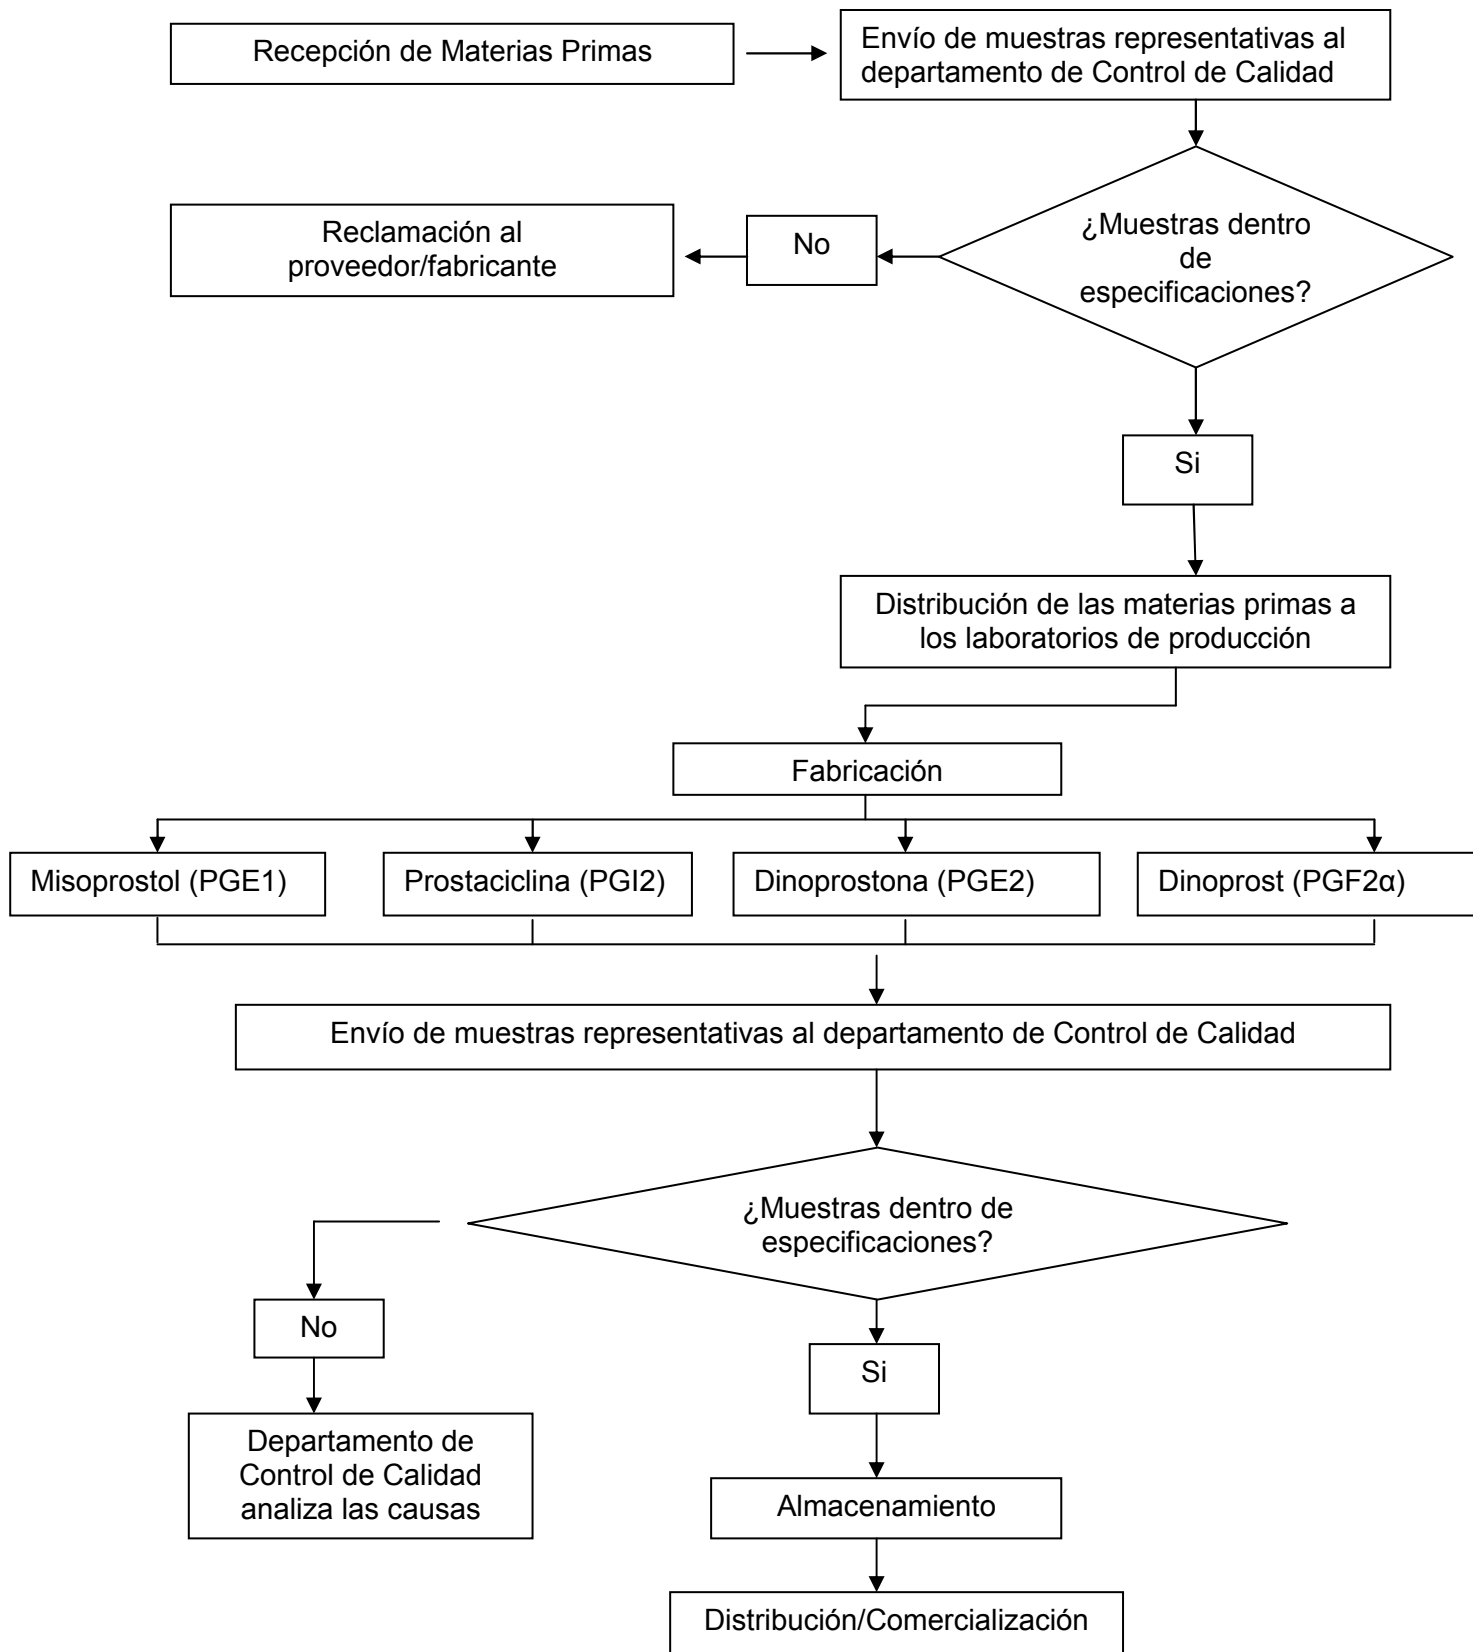 Recepción de Materias Primas
Envío de muestras representativas al
departamento de Control de Calidad
¿Muestras dentro
de
especificaciones?
No
Reclamación al
proveedor/fabricante
Si
Distribución de las materias primas a
los laboratorios de producción
Fabricación
Misoprostol (PGE1)
Prostaciclina (PGI2)
Dinoprostona (PGE2)
Dinoprost (PGF2α)
Envío de muestras representativas al departamento de Control de Calidad
¿Muestras dentro de
especificaciones?
No
Si
Departamento de
Control de Calidad
analiza las causas
Almacenamiento
Distribución/Comercialización